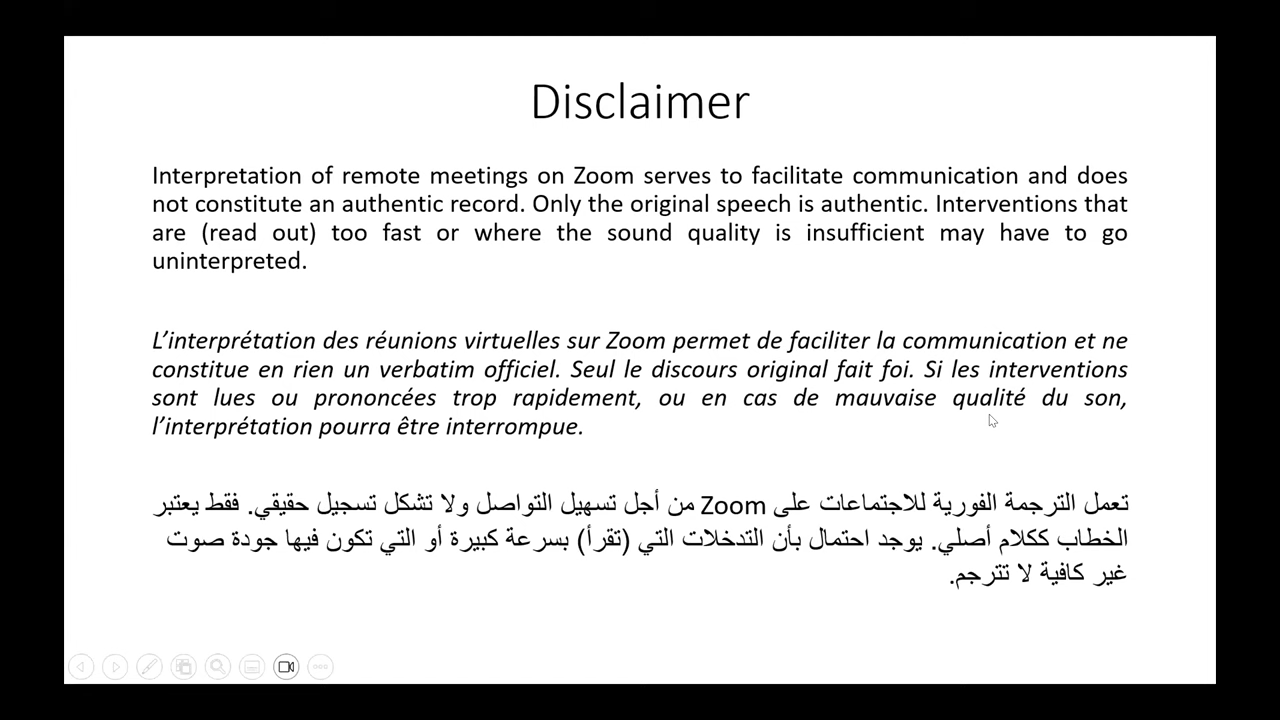 Disclaimer
Interpretation of remote meetings on Zoom serves to facilitate communication and does
not constitute an authentic record. Only the original speech is authentic. Interventions that
are (read out) too fast or where the sound quality is insufficient may have to go
uninterpreted.
L’interprétation des réunions virtuelles sur Zoom permet de faciliter la communication et ne
constitue en rien un verbatim officiel. Seul le discours original fait foi. Si les interventions
sont lues ou prononcées trop rapidement, ou en cas de mauvaise qualité du son,
l’interprétation pourra être interrompue.
تعمل الترجمة الفورية للاجتماعات على Zoom من أجل تسهيل التواصل ولا تشكل تسجيل حقيقي. فقط يعتبر
الخطاب ككلام أصلي. يوجد احتمال بأن التدخلات التي (تقرأ) بسرعة كبيرة أو التي تكون فيها جودة صوت
غير كافية لا تترجم.